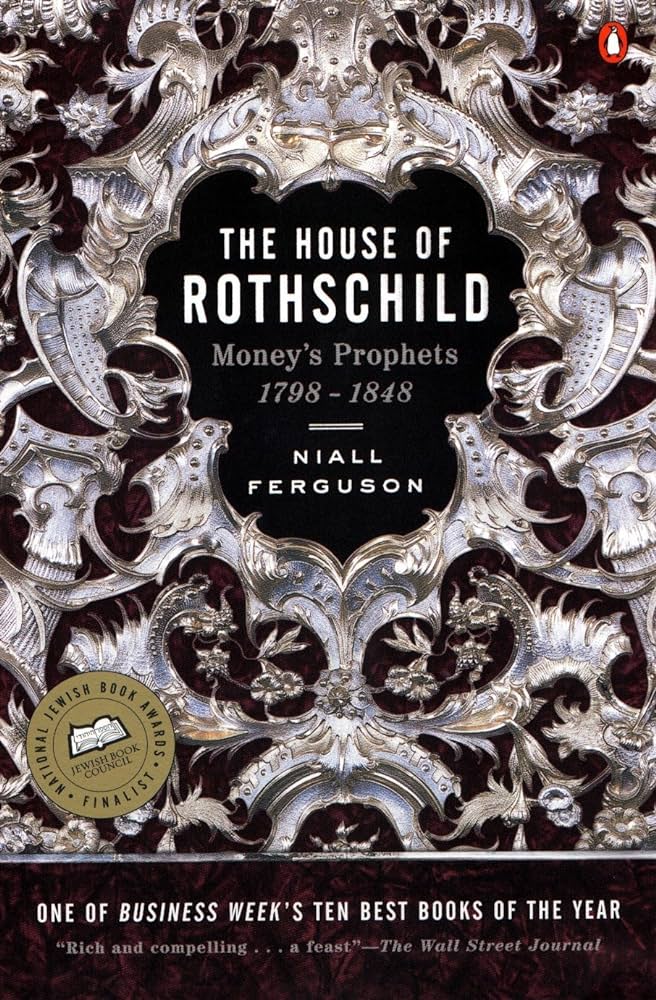 THE HOUSE OF
ROTHSCHILD
Money's Prophets
1798 – 1848
NIALL
FERGUSON
NATIONAL JEWISH BOOK AWARDS
JEWISH BOOK
COUNCIL
• FINALIST •
ONE OF BUSINESS WEEK'S TEN BEST BOOKS OF THE YEAR
“Rich and compelling . . . a feast”—The Wall Street Journal